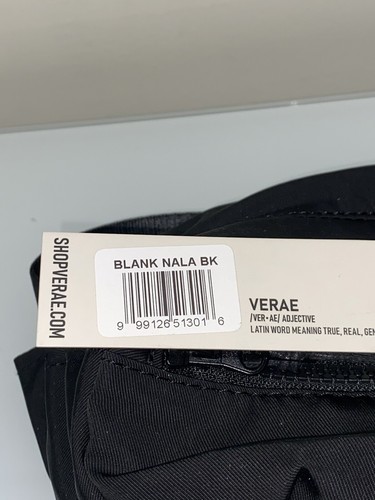 SHOPVERAE.COM
BLANK NALA BK
9 99126 51301 6
VERAE
/VER•AE/ ADJECTIVE
LATIN WORD MEANING TRUE, REAL,